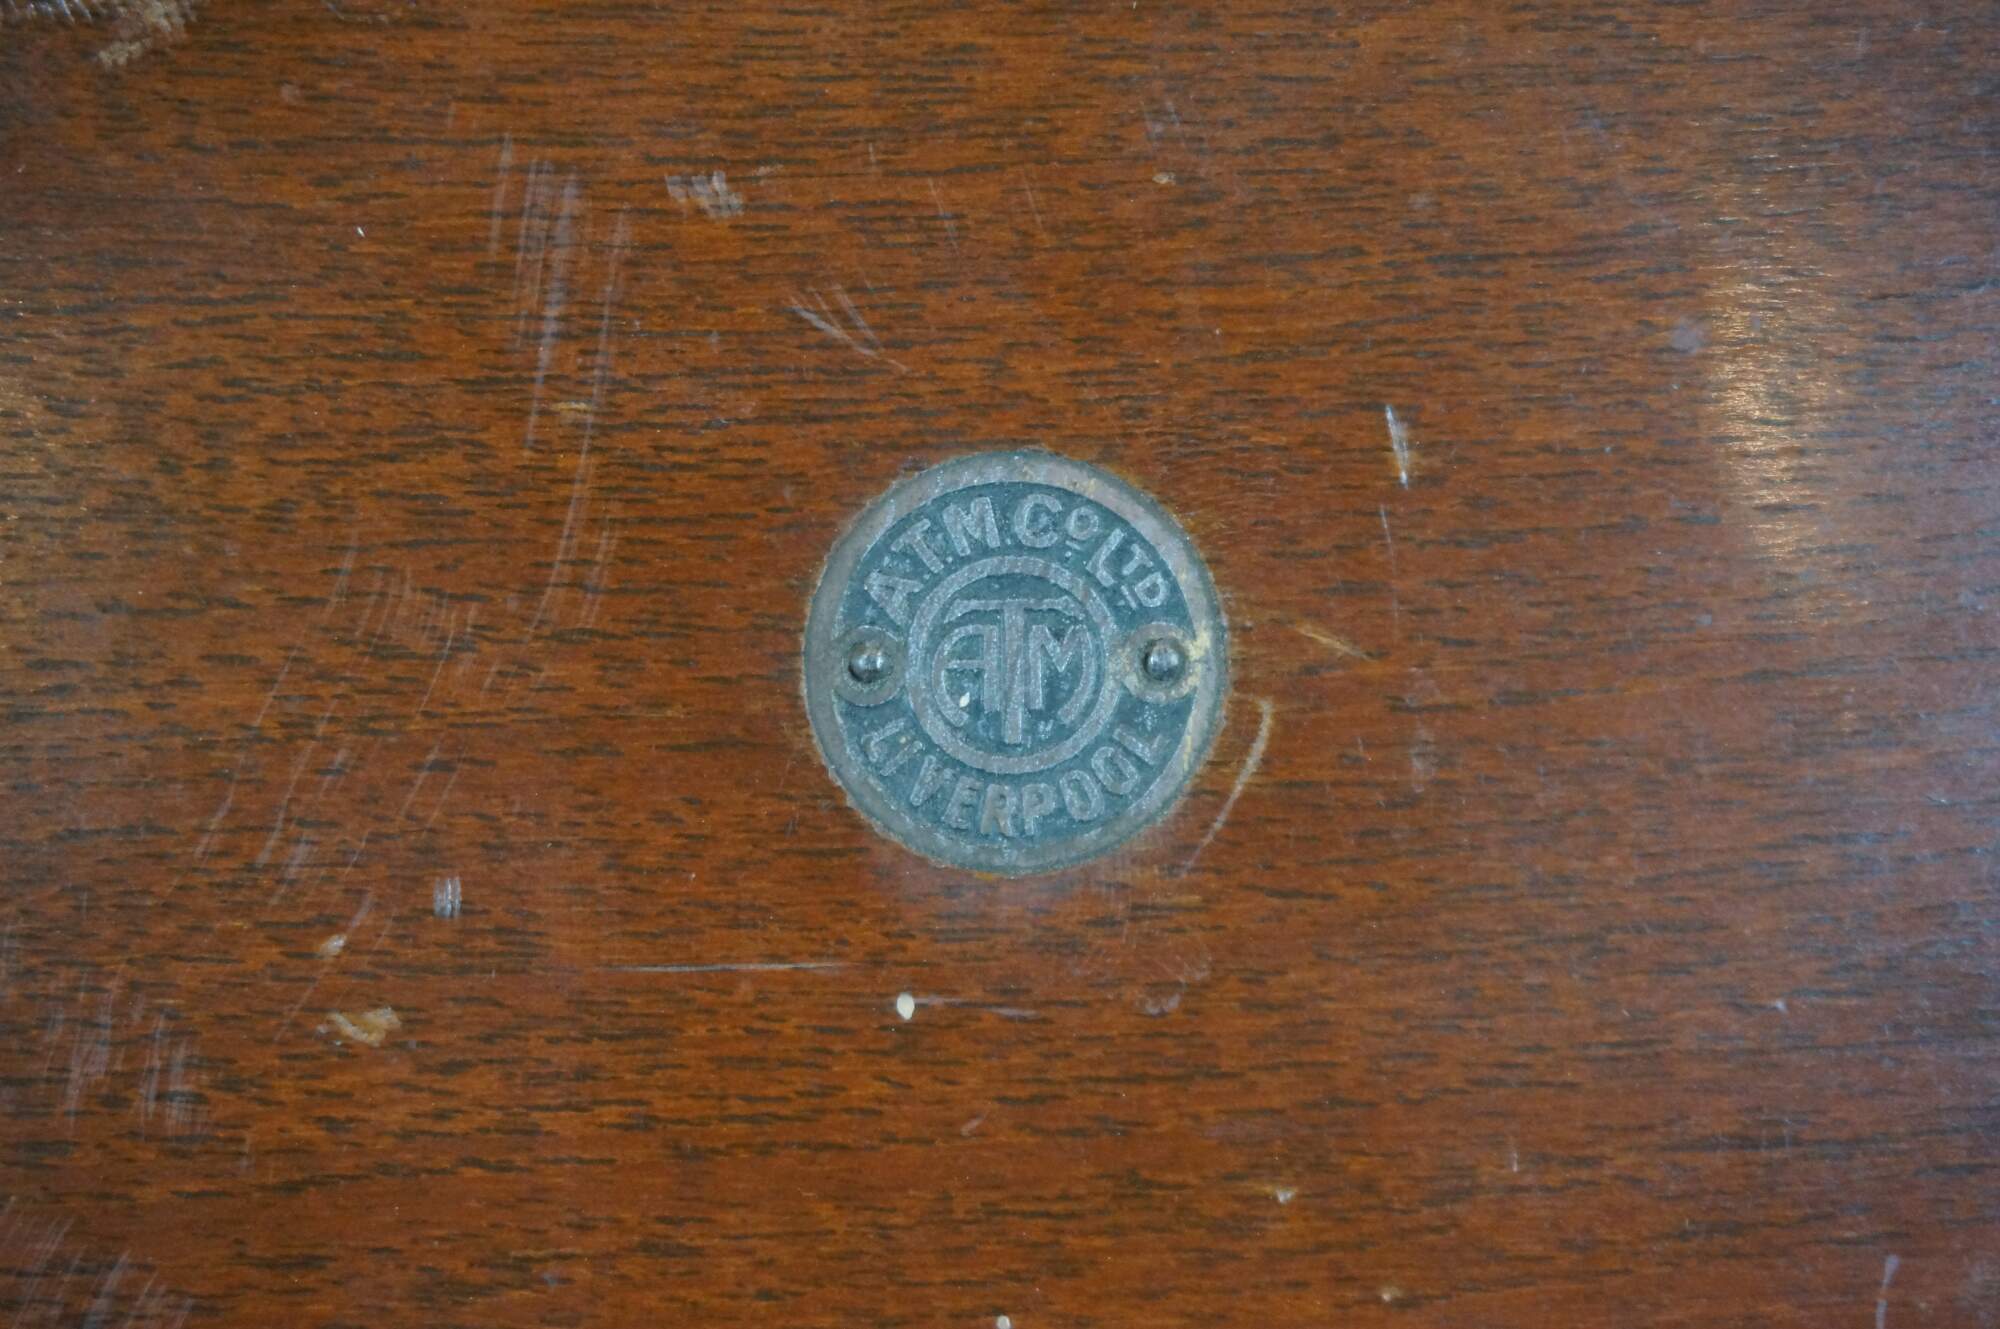 A.T.M. Co. LTD
ATM
LIVERPOOL